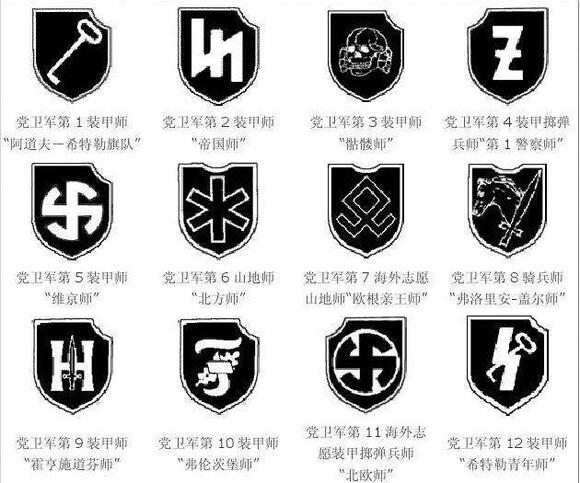 党卫军第 1 装甲师
“阿道夫－希特勒旗队”
党卫军第 2 装甲师
“帝国师”
党卫军第 3 装甲师
“骷髅师”
党卫军第 4 装甲掷弹
兵师“第 1 警察师”
党卫军第 5 装甲师
“维京师”
党卫军第 6 山地师
“北方师”
党卫军第 7 海外志愿
山地师“欧根亲王师”
党卫军第 8 骑兵师
“弗洛里安-盖尔师”
H
党卫军第 9 装甲师
“霍亨施道芬师”
F
党卫军第 10 装甲师
“弗伦茨堡师”
党卫军第 11 海外志
愿装甲掷弹兵师
“北欧师”
党卫军第 12 装甲师
“希特勒青年师”